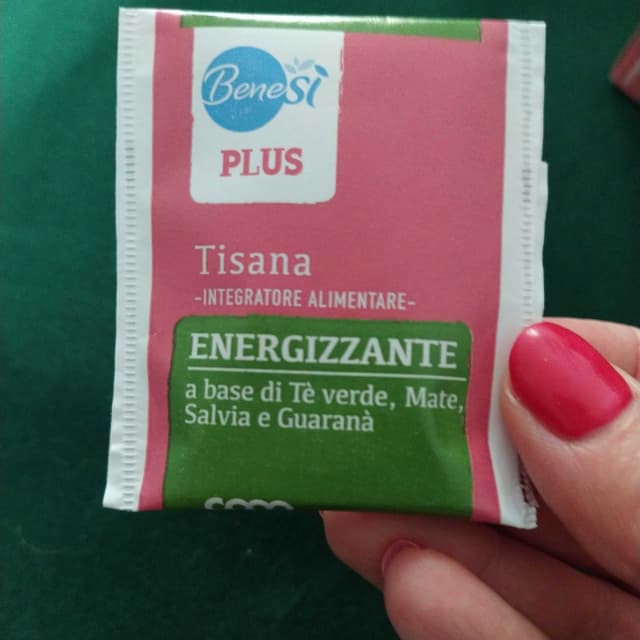 BeneSì
PLUS
Tisana
-INTEGRATORE ALIMENTARE-
ENERGIZZANTE
a base di Tè verde, Mate,
Salvia e Guaranà